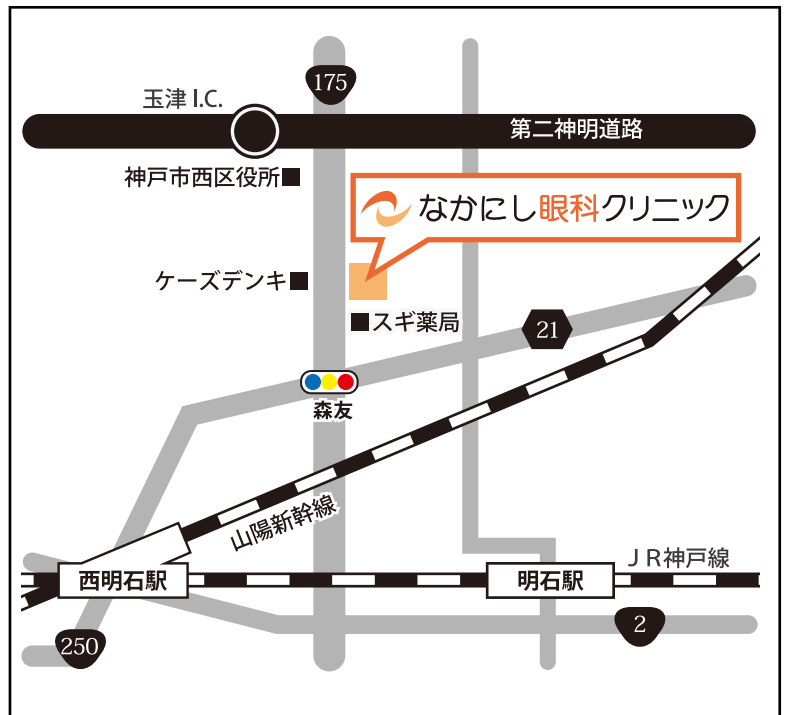 175
玉津 I.C.
第二神明道路
神戸市西区役所■
なかにし眼科クリニック
ケーズデンキ■
■スギ薬局
21
森友
山陽新幹線
ＪＲ神戸線
西明石駅
明石駅
2
250